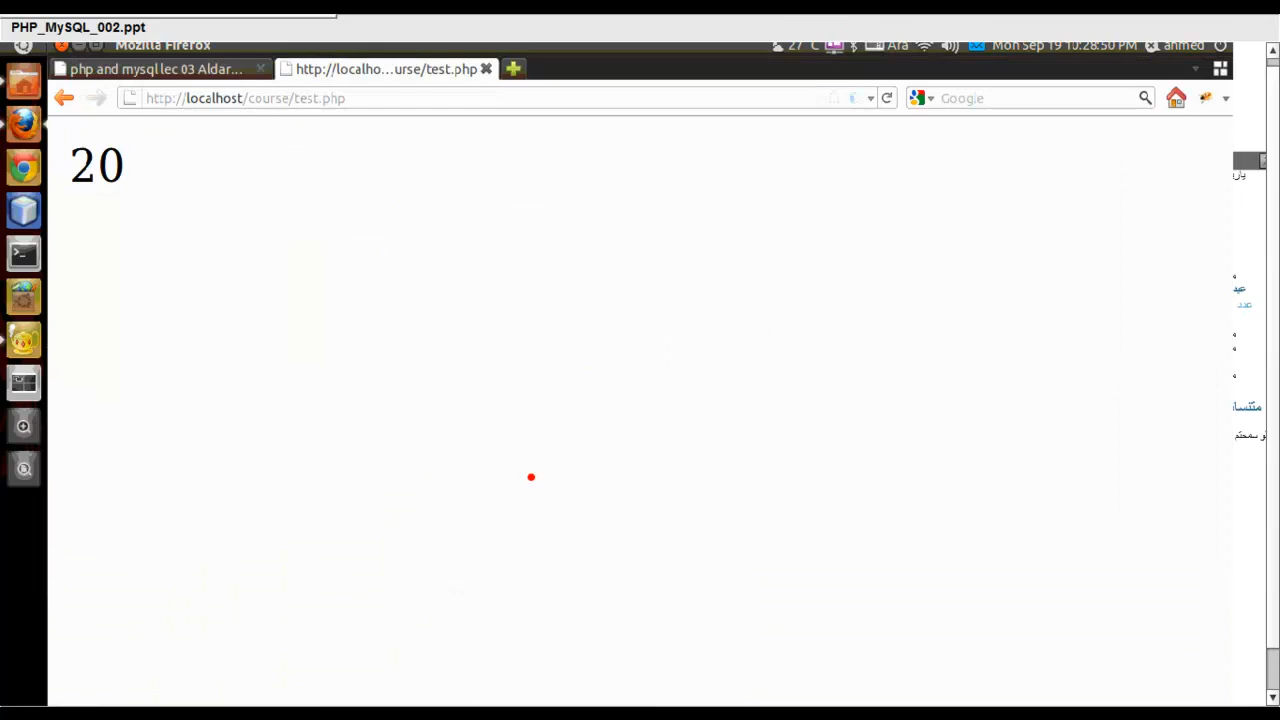 PHP_MySQL_002.ppt
Mozilla Firefox
27 °C
Ara
Mon Sep 19 10:28:50 PM
ahmed
php and mysql lec 03 Aldar...
http://localho...urse/test.php
http://localhost/course/test.php
Google
20
عدد